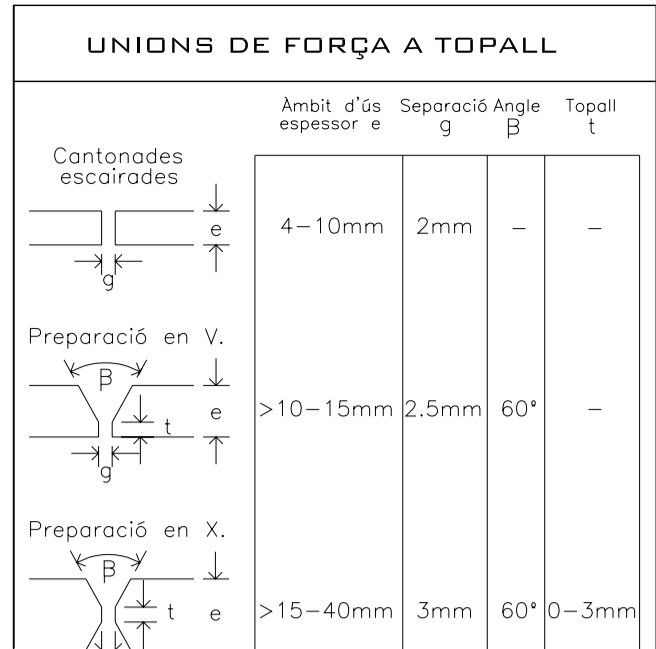 UNIONS DE FORÇA A TOPALL
Àmbit d'ús Separació Angle Topall
espessor e g β t
Cantonades
escairades
e
4-10mm 2mm - -
g
Preparació en V.
β
e
t
>10-15mm 2.5mm 60° -
g
Preparació en X.
β
t e
>15-40mm 3mm 60° 0-3mm